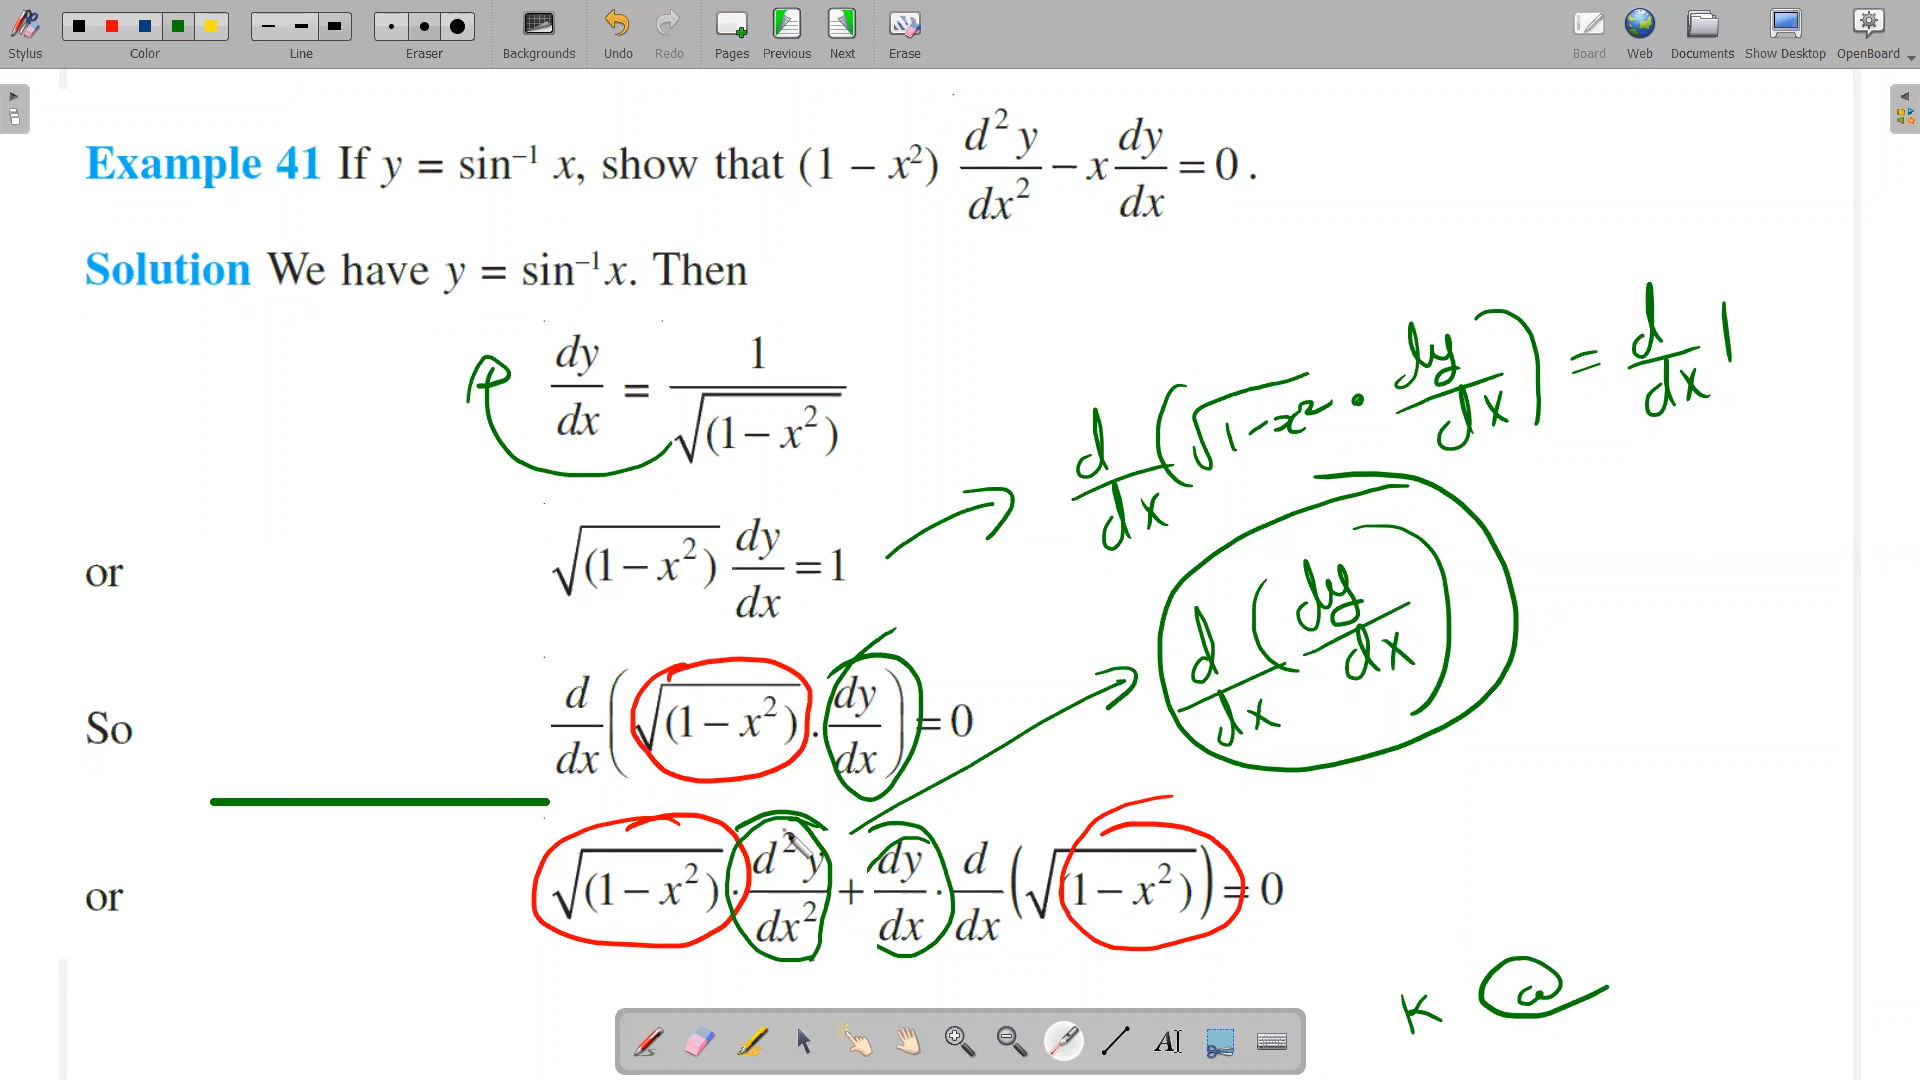 Stylus Color Line Eraser Backgrounds Undo Redo Pages Previous Next Erase Board Web Documents Show Desktop OpenBoard
Example 41 If y = sin⁻¹ x, show that (1 – x²) d²y/dx² − x dy/dx = 0 .
Solution We have y = sin⁻¹x. Then
dy/dx = 1/√(1 − x²)
d/dx (√1−x² · dy/dx) = d/dx 1
or √(1 − x²) dy/dx = 1
d/dx (dy/dx)
So d/dx (√(1 − x²) . dy/dx) = 0
or √(1 − x²) · d²y/dx² + dy/dx · d/dx (√(1 − x²)) = 0
K